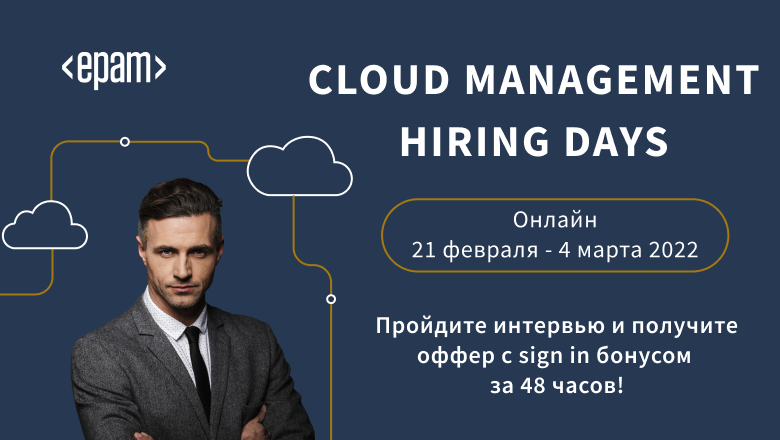 <epam>
CLOUD MANAGEMENT
HIRING DAYS
Онлайн
21 февраля - 4 марта 2022
Пройдите интервью и получите
оффер с sign in бонусом
за 48 часов!